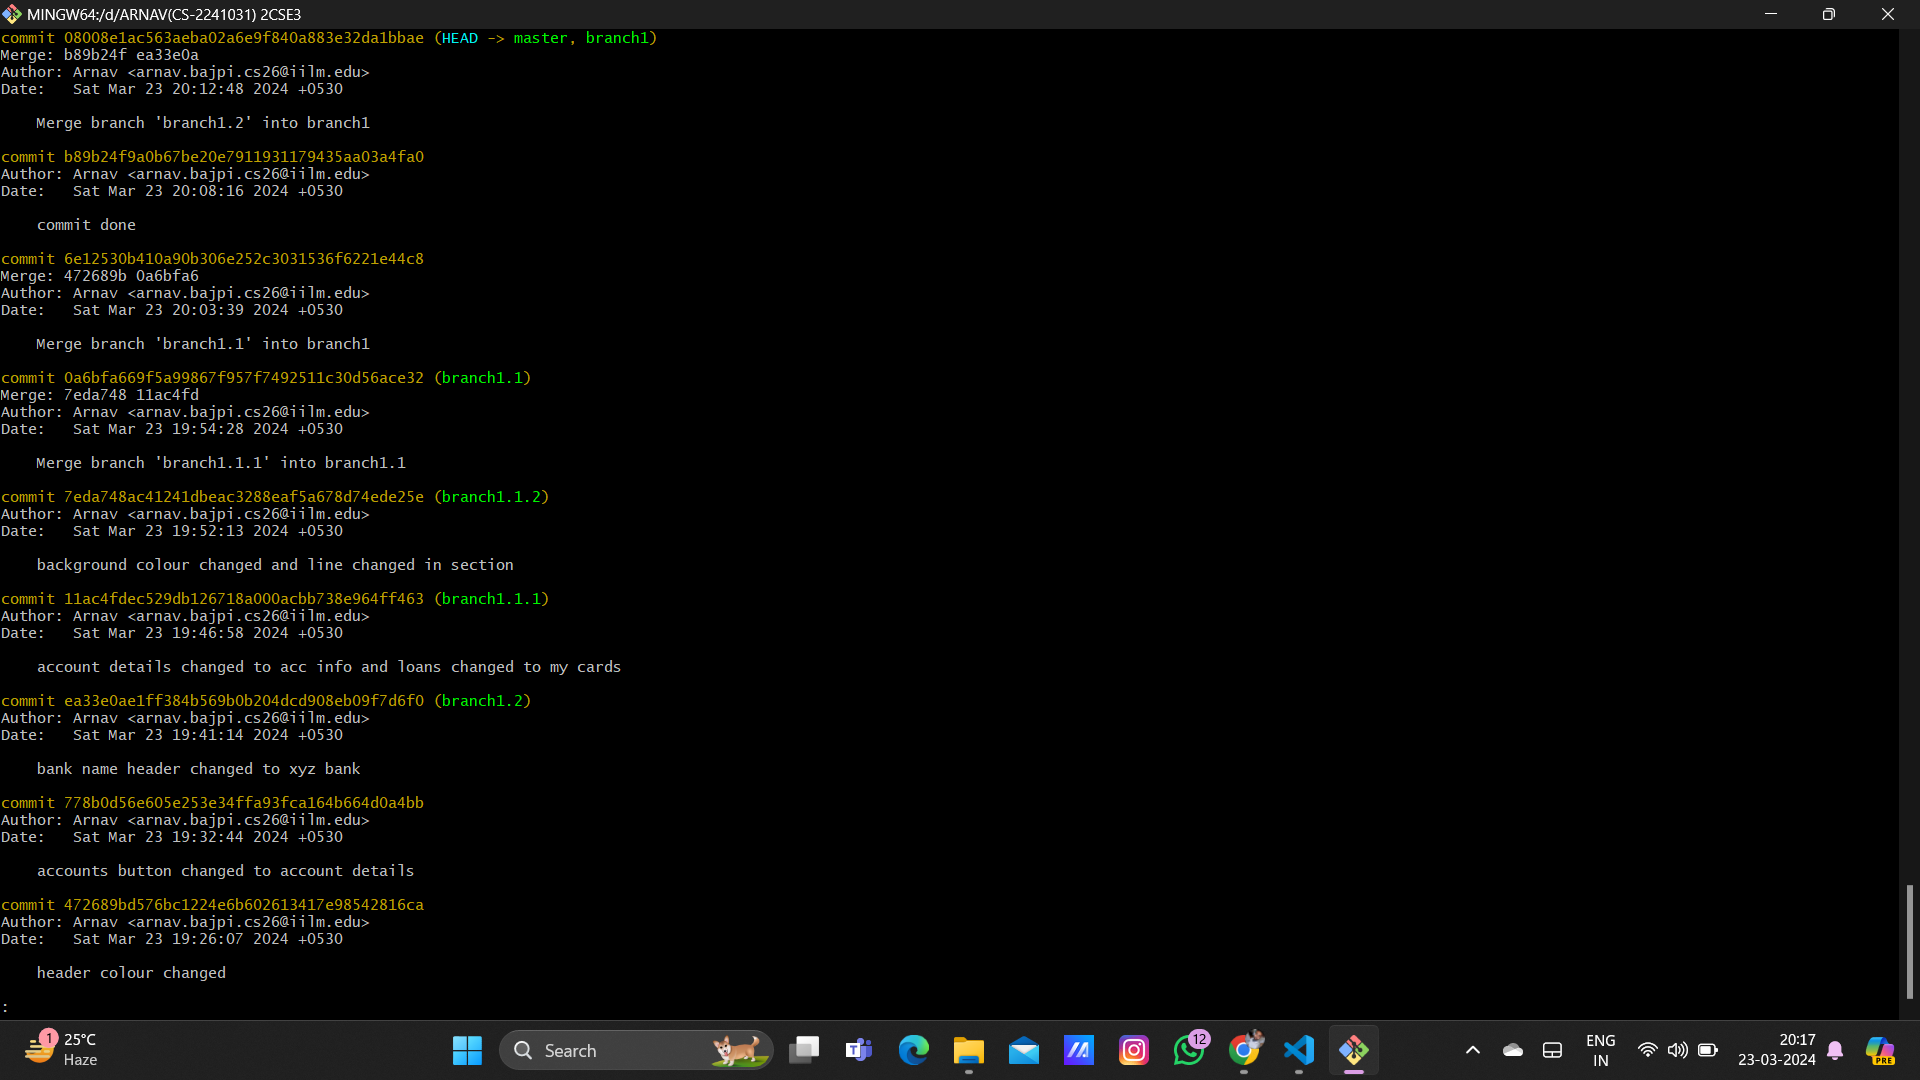 MINGW64:/d/ARNAV(CS-2241031) 2CSE3
commit 08008e1ac563aeba02a6e9f840a883e32da1bbae (HEAD -> master, branch1)
Merge: b89b24f ea33e0a
Author: Arnav <arnav.bajpi.cs26@iilm.edu>
Date:   Sat Mar 23 20:12:48 2024 +0530
    Merge branch 'branch1.2' into branch1
commit b89b24f9a0b67be20e7911931179435aa03a4fa0
Author: Arnav <arnav.bajpi.cs26@iilm.edu>
Date:   Sat Mar 23 20:08:16 2024 +0530
    commit done
commit 6e12530b410a90b306e252c3031536f6221e44c8
Merge: 472689b 0a6bfa6
Author: Arnav <arnav.bajpi.cs26@iilm.edu>
Date:   Sat Mar 23 20:03:39 2024 +0530
    Merge branch 'branch1.1' into branch1
commit 0a6bfa669f5a99867f957f7492511c30d56ace32 (branch1.1)
Merge: 7eda748 11ac4fd
Author: Arnav <arnav.bajpi.cs26@iilm.edu>
Date:   Sat Mar 23 19:54:28 2024 +0530
    Merge branch 'branch1.1.1' into branch1.1
commit 7eda748ac41241dbeac3288eaf5a678d74ede25e (branch1.1.2)
Author: Arnav <arnav.bajpi.cs26@iilm.edu>
Date:   Sat Mar 23 19:52:13 2024 +0530
    background colour changed and line changed in section
commit 11ac4fdec529db126718a000acbb738e964ff463 (branch1.1.1)
Author: Arnav <arnav.bajpi.cs26@iilm.edu>
Date:   Sat Mar 23 19:46:58 2024 +0530
    account details changed to acc info and loans changed to my cards
commit ea33e0ae1ff384b569b0b204dcd908eb09f7d6f0 (branch1.2)
Author: Arnav <arnav.bajpi.cs26@iilm.edu>
Date:   Sat Mar 23 19:41:14 2024 +0530
    bank name header changed to xyz bank
commit 778b0d56e605e253e34ffa93fca164b664d0a4bb
Author: Arnav <arnav.bajpi.cs26@iilm.edu>
Date:   Sat Mar 23 19:32:44 2024 +0530
    accounts button changed to account details
commit 472689bd576bc1224e6b602613417e98542816ca
Author: Arnav <arnav.bajpi.cs26@iilm.edu>
Date:   Sat Mar 23 19:26:07 2024 +0530
    header colour changed
:
1
25°C
Haze
Search
12
ENG
IN
20:17
23-03-2024
PRE